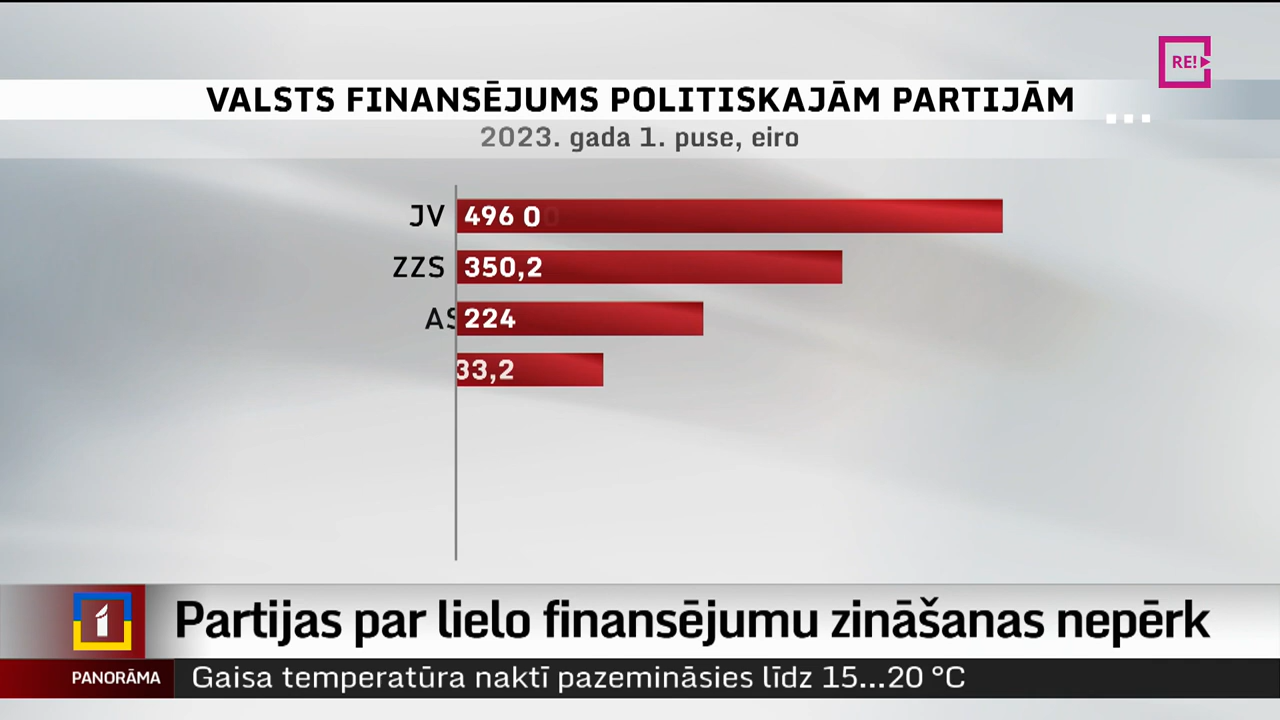 RE!
VALSTS FINANSĒJUMS POLITISKAJĀM PARTIJĀM
2023. gada 1. puse, eiro
JV 496 0
ZZS 350,2
AS 224
33,2
1 Partijas par lielo finansējumu zināšanas nepērk
PANORĀMA Gaisa temperatūra naktī pazemināsies līdz 15...20 °C